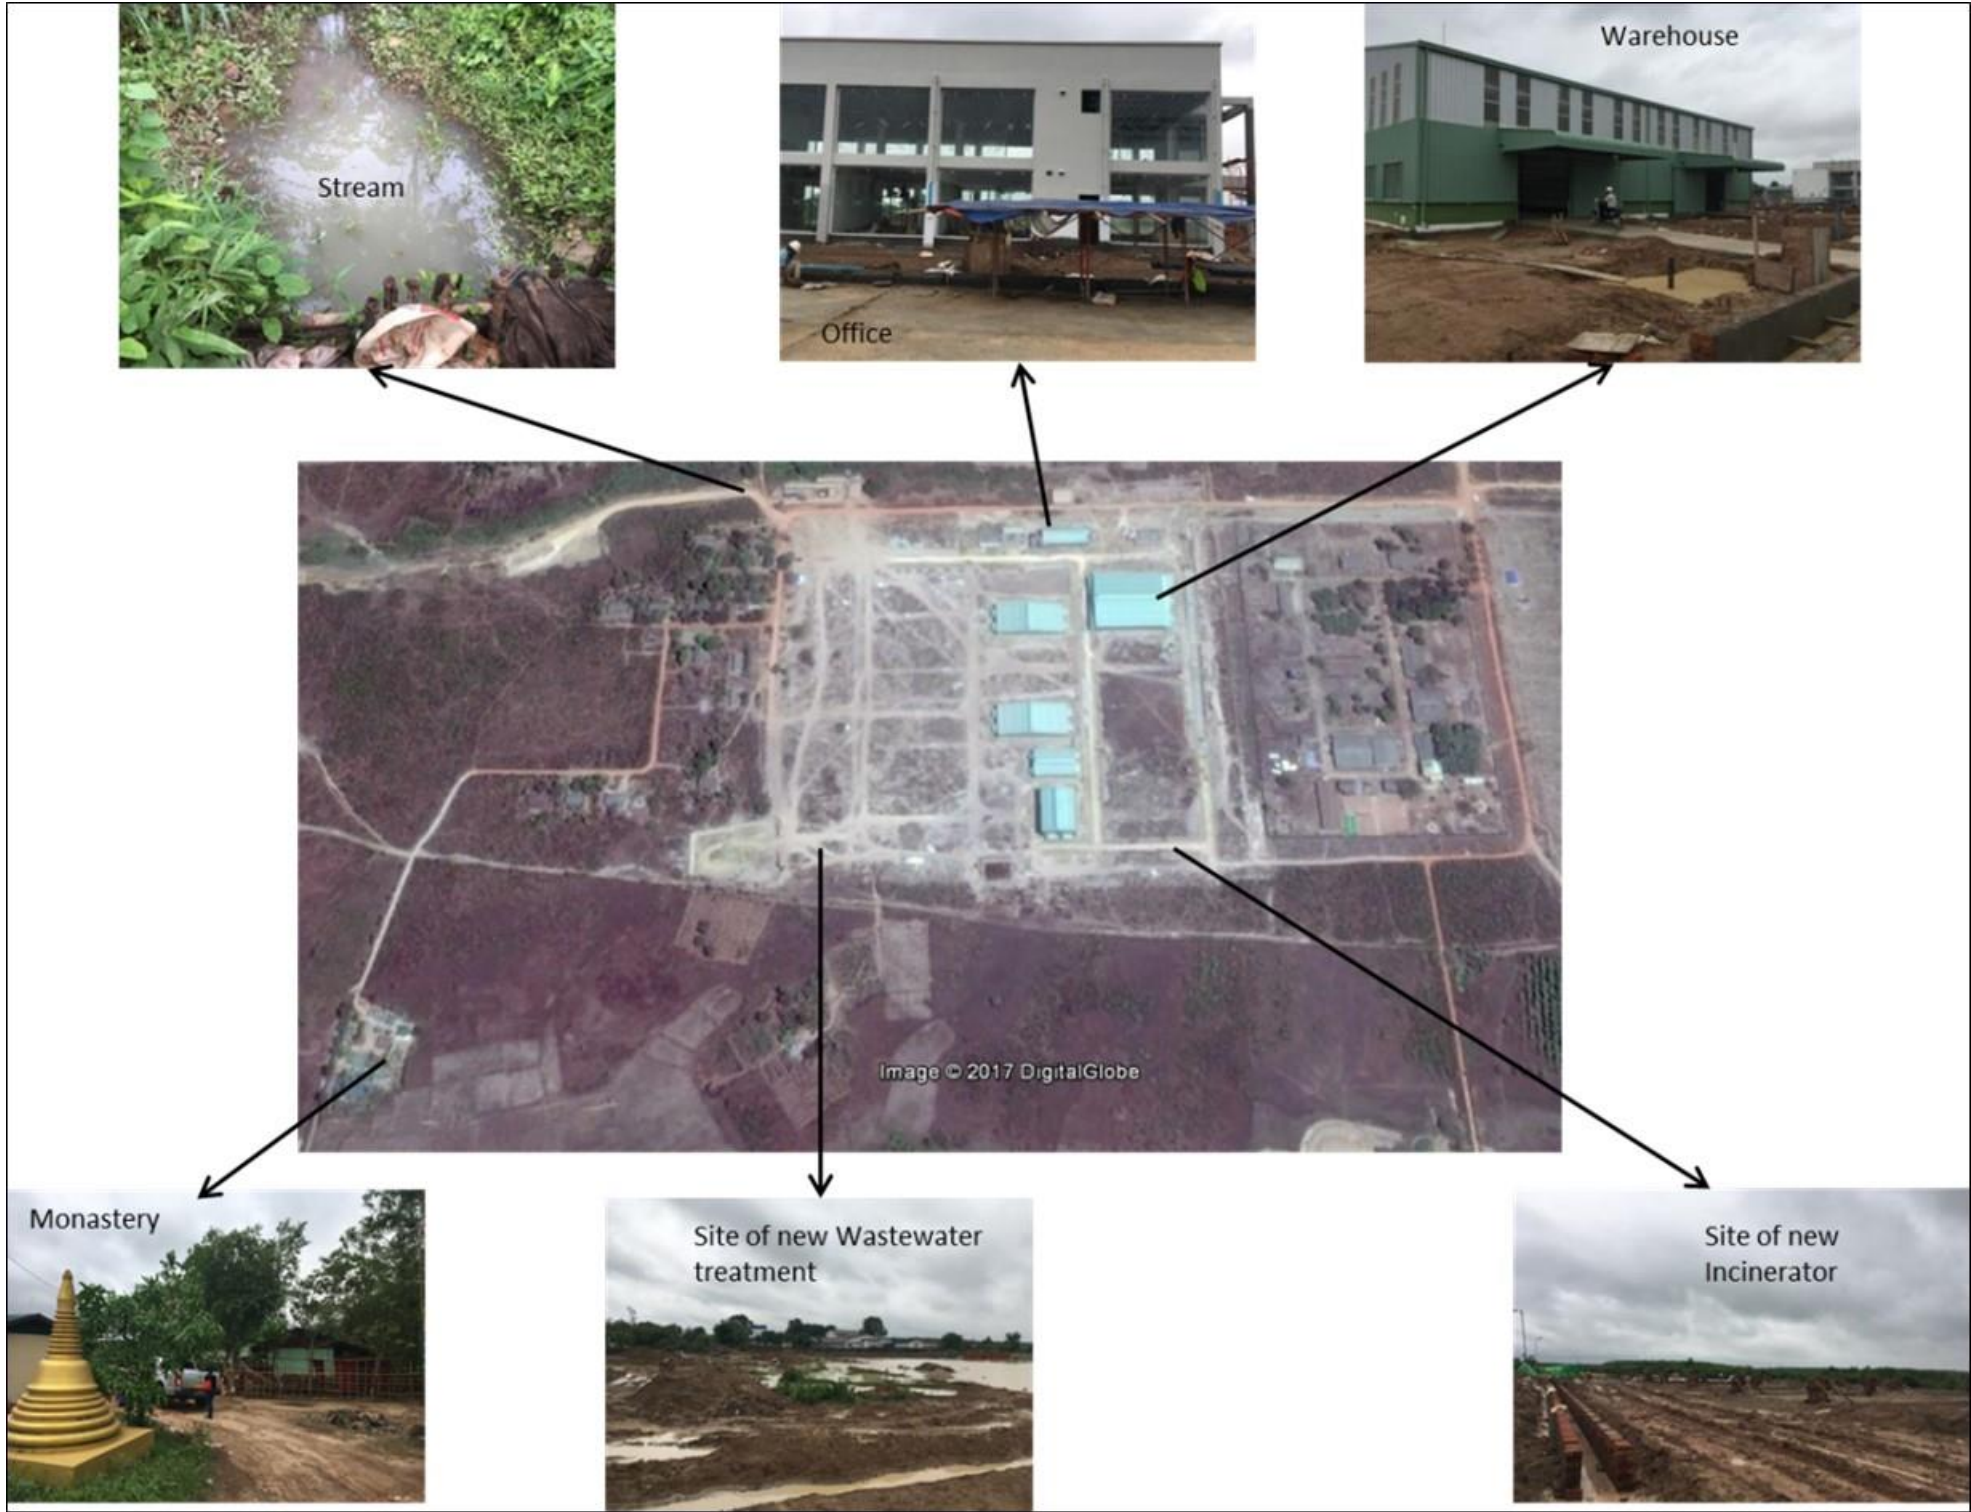 Stream
Office
Warehouse
Image © 2017 DigitalGlobe
Monastery
Site of new Wastewater
treatment
Site of new
Incinerator